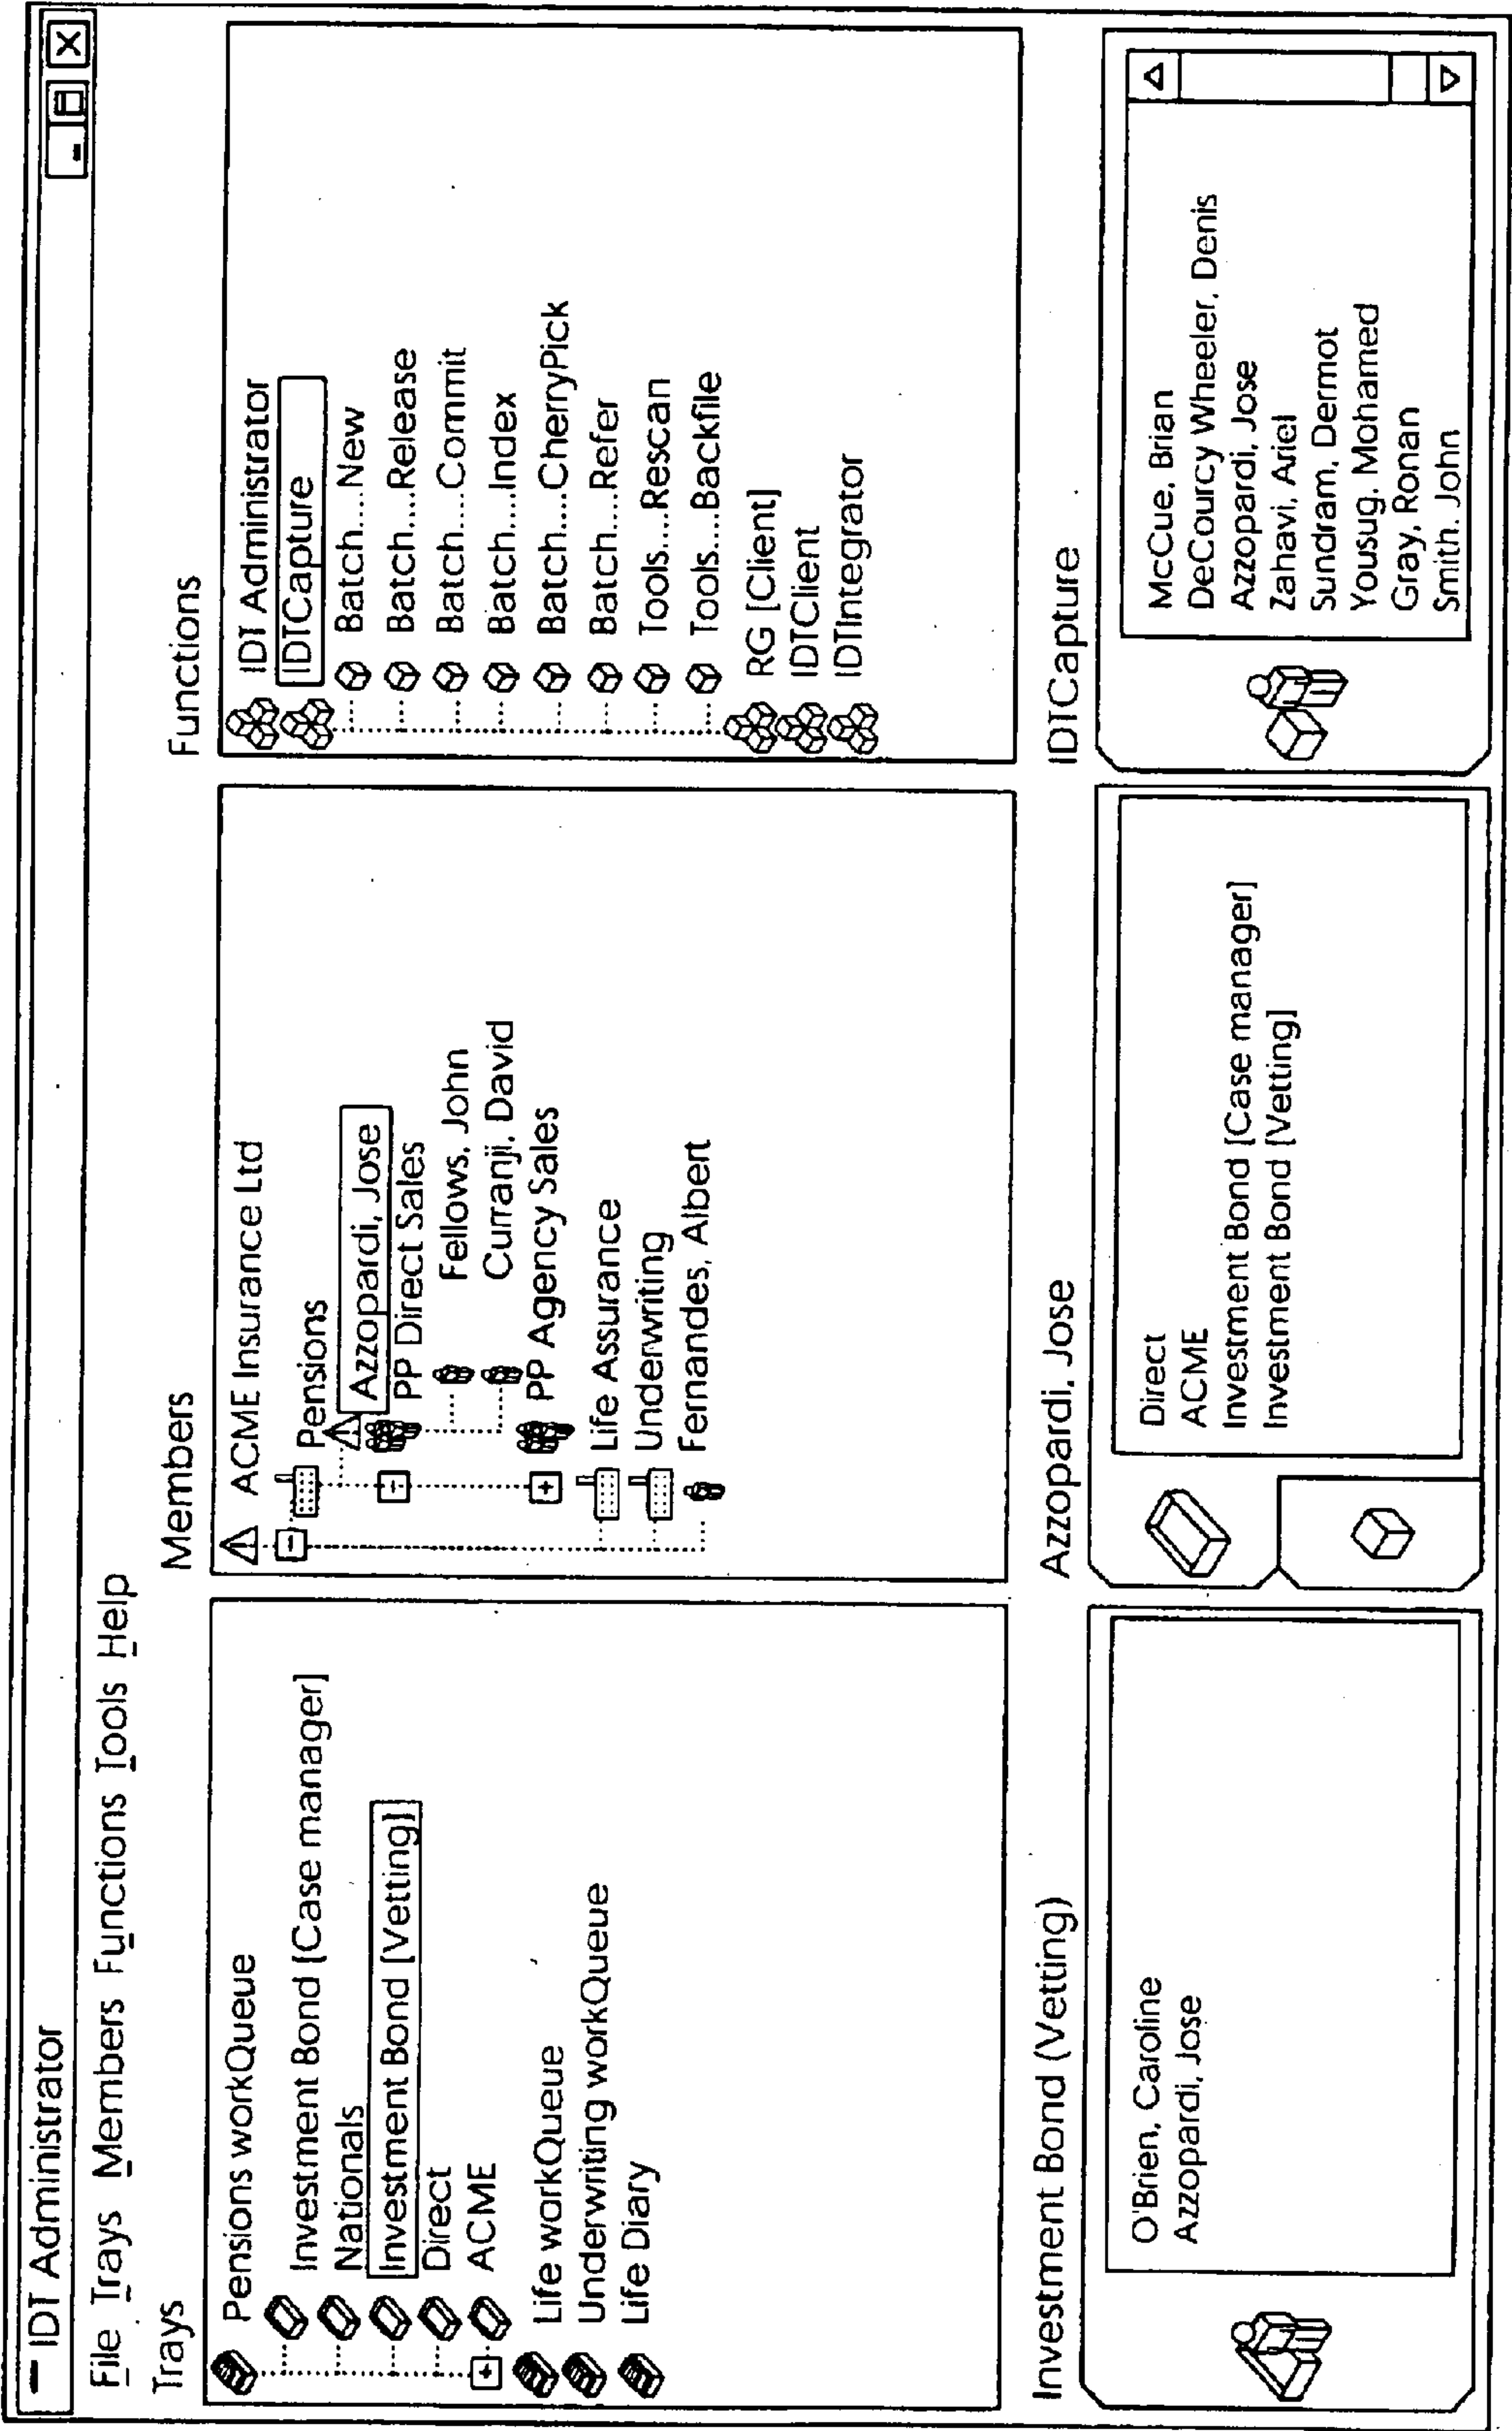 IDT Administrator
File Trays Members Functions Tools Help
Trays
Pensions workQueue
Investment Bond [Case manager]
Nationals
Investment Bond [Vetting]
Direct
ACME
Life workQueue
Underwriting workQueue
Life Diary
Members
ACME Insurance Ltd
Pensions
Azzopardi, Jose
PP Direct Sales
Fellows, John
Curranji, David
PP Agency Sales
Life Assurance
Underwriting
Fernandes, Albert
Functions
IDT Administrator
IDTCapture
Batch....New
Batch....Release
Batch....Commit
Batch....Index
Batch....CherryPick
Batch....Refer
Tools....Rescan
Tools....Backfile
RG [Client]
IDTClient
IDTIntegrator
Investment Bond (Vetting)
O'Brien, Caroline
Azzopardi, Jose
Azzopardi, Jose
Direct
ACME
Investment Bond [Case manager]
Investment Bond [Vetting]
IDTCapture
McCue, Brian
DeCourcy Wheeler, Denis
Azzopardi, Jose
Zahavi, Ariel
Sundram, Dermot
Yousug, Mohamed
Gray, Ronan
Smith. John